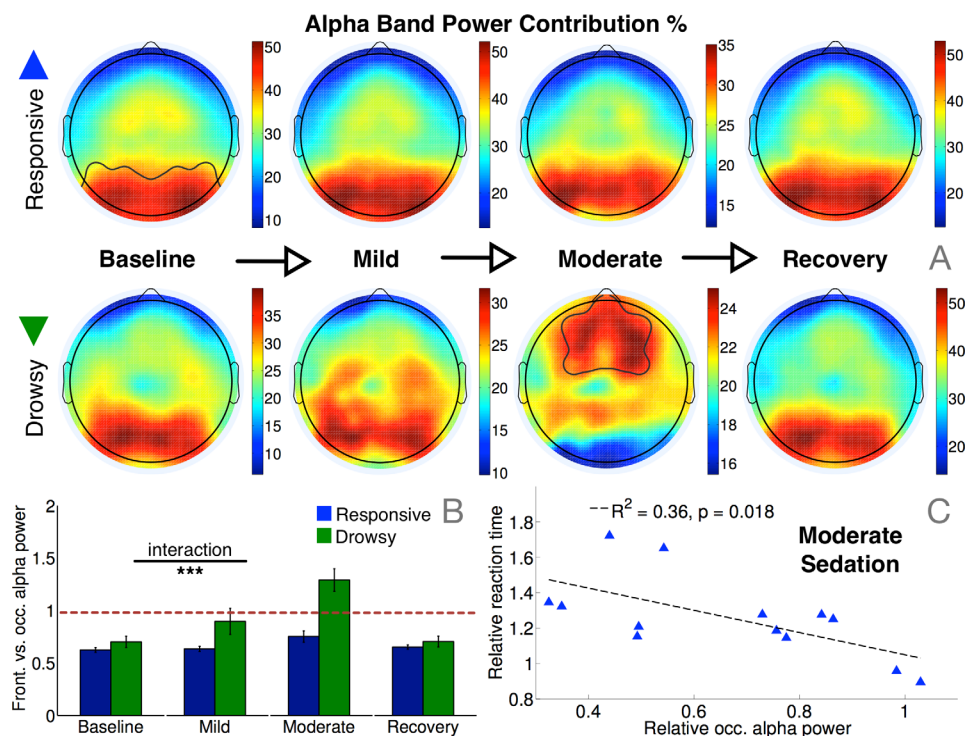 Alpha Band Power Contribution %
Responsive
50
40
30
20
10
50
40
30
20
35
30
25
20
15
50
40
30
20
Baseline
Mild
Moderate
Recovery
A
Drowsy
35
30
25
20
15
10
30
25
20
15
10
24
22
20
18
16
50
40
30
20
B
Front. vs. occ. alpha power
2
1.5
1
0.5
0
Responsive
Drowsy
interaction
***
Baseline
Mild
Moderate
Recovery
C
Relative reaction time
1.8
1.6
1.4
1.2
1
0.8
R² = 0.36, p = 0.018
Moderate
Sedation
0.4
0.6
0.8
1
Relative occ. alpha power